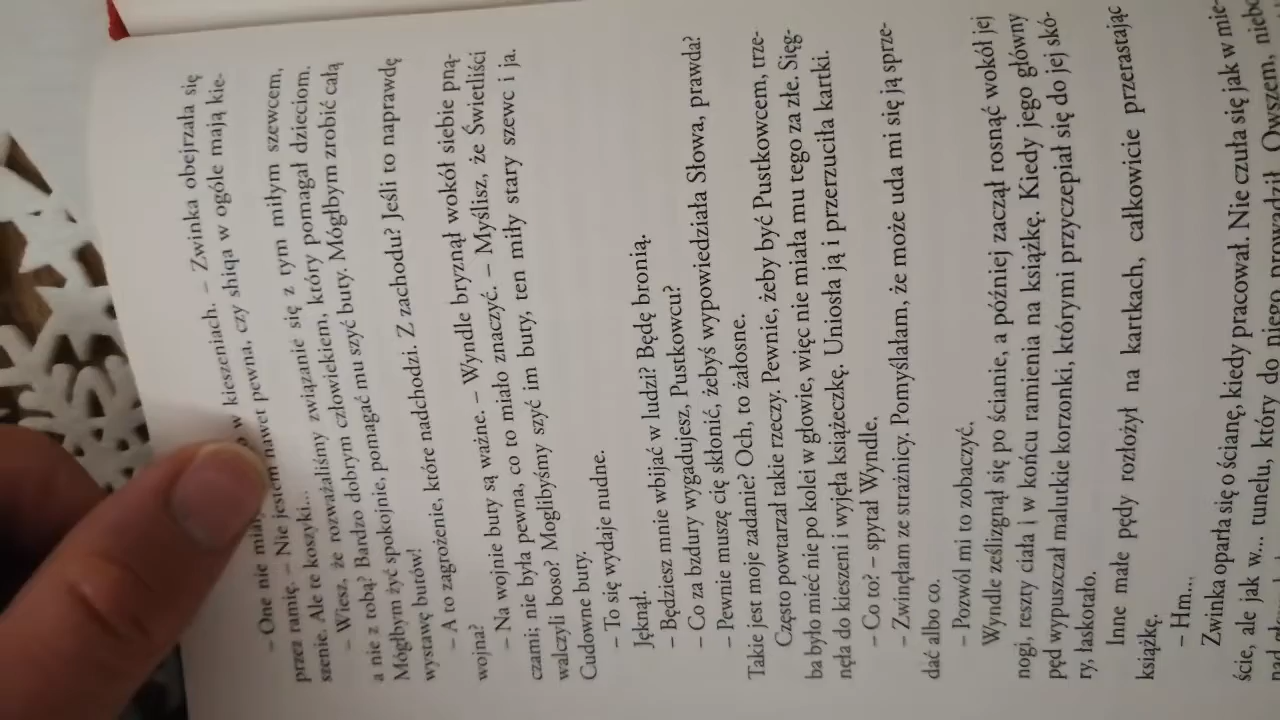 – One nie w kieszeniach. – Zwinka obejrzała się
przez ramię. – Nie jestem nawet pewna, czy shiqa w ogóle mają kie-
szenie. Ale te koszyki...
– Wiesz, że rozważaliśmy związanie się z tym miłym szewcem,
a nie z tobą? Bardzo dobrym człowiekiem, który pomagał dzieciom.
Mógłbym żyć spokojnie, pomagać mu szyć buty. Mógłbym zrobić całą
wystawę butów!
– A to zagrożenie, które nadchodzi. Z zachodu? Jeśli to naprawdę
wojna?
– Na wojnie buty są ważne. – Wyndle bryznął wokół siebie pną-
czami; nie była pewna, co to miało znaczyć. – Myślisz, że Świetliści
walczyli boso? Moglibyśmy szyć im buty, ten miły stary szewc i ja.
Cudowne buty.
– To się wydaje nudne.
Jęknął.
– Będziesz mnie wbijać w ludzi? Będę bronią.
– Co za bzdury wygadujesz, Pustkowcu?
– Pewnie muszę cię skłonić, żebyś wypowiedziała Słowa, prawda?
Takie jest moje zadanie? Och, to żałosne.
Często powtarzał takie rzeczy. Pewnie, żeby być Pustkowcem, trze-
ba było mieć nie po kolei w głowie, więc nie miała mu tego za złe. Sięg-
nęła do kieszeni i wyjęła książeczkę. Uniosła ją i przerzuciła kartki.
– Co to? – spytał Wyndle.
– Zwinęłam ze strażnicy. Pomyślałam, że może uda mi się ją sprze-
dać albo co.
– Pozwól mi to zobaczyć.
Wyndle ześlizgnął się po ścianie, a później zaczął rosnąć wokół jej
nogi, reszty ciała i w końcu ramienia na książkę. Kiedy jego główny
pęd wypuszczał malutkie korzonki, którymi przyczepiał się do jej skó-
ry, łaskotało.
Inne małe pędy rozłożył na kartkach, całkowicie przerastając
książkę.
– Hm...
Zwinka oparła się o ścianę, kiedy pracował. Nie czuła się jak w mie-
ście, ale jak w... tunelu, który do niego prowadził. Owszem, niebo